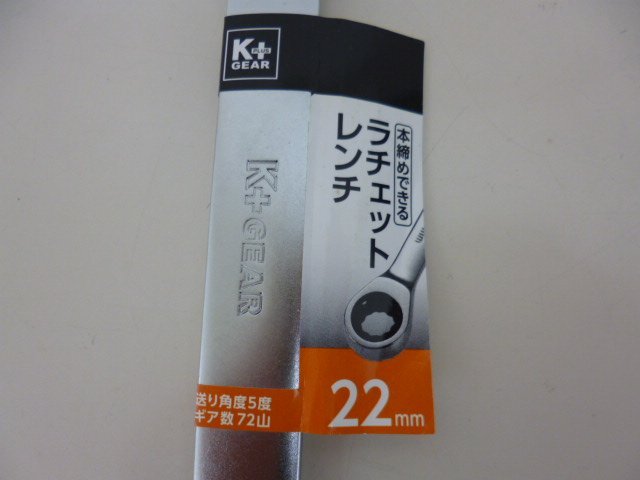 K+
PLUS
GEAR
本締めできる
ラチェット
レンチ
K+GEAR
送り角度5度
ギア数72山
22mm